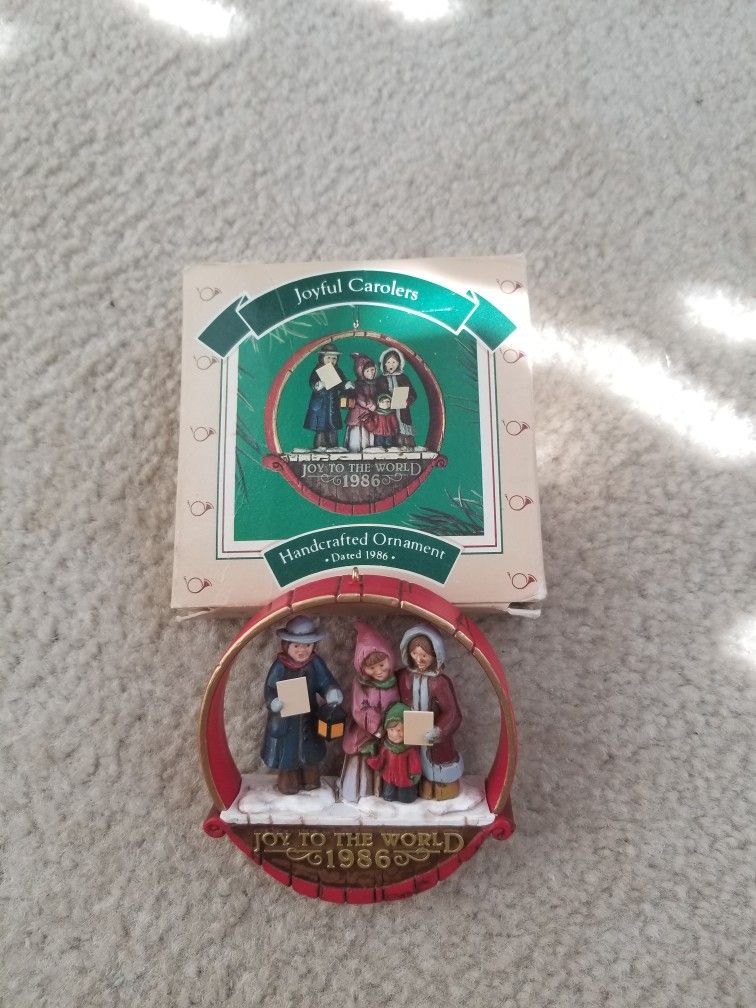 Joyful Carolers
JOY TO THE WORLD
1986
Handcrafted Ornament
• Dated 1986 •
JOY TO THE WORLD
1986